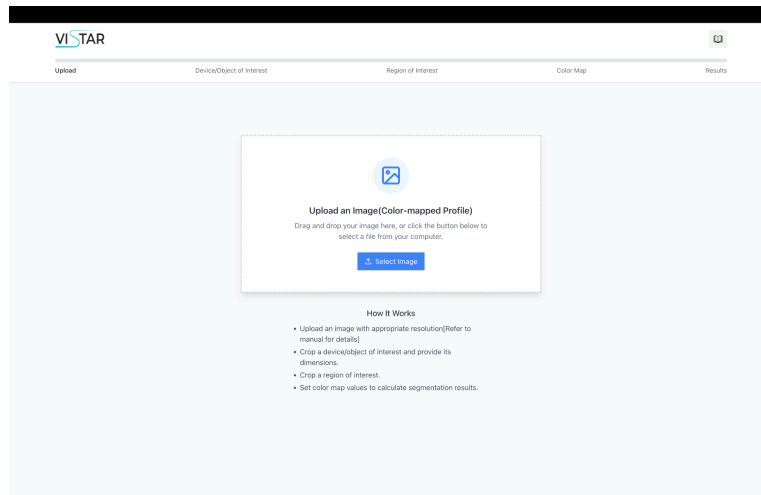 VISTAR
Upload
Device/Object of Interest
Region of Interest
Color Map
Results
Upload an Image(Color-mapped Profile)
Drag and drop your image here, or click the button below to
select a file from your computer.
Select Image
How It Works
• Upload an image with appropriate resolution[Refer to
manual for details]
• Crop a device/object of interest and provide its
dimensions.
• Crop a region of interest.
• Set color map values to calculate segmentation results.